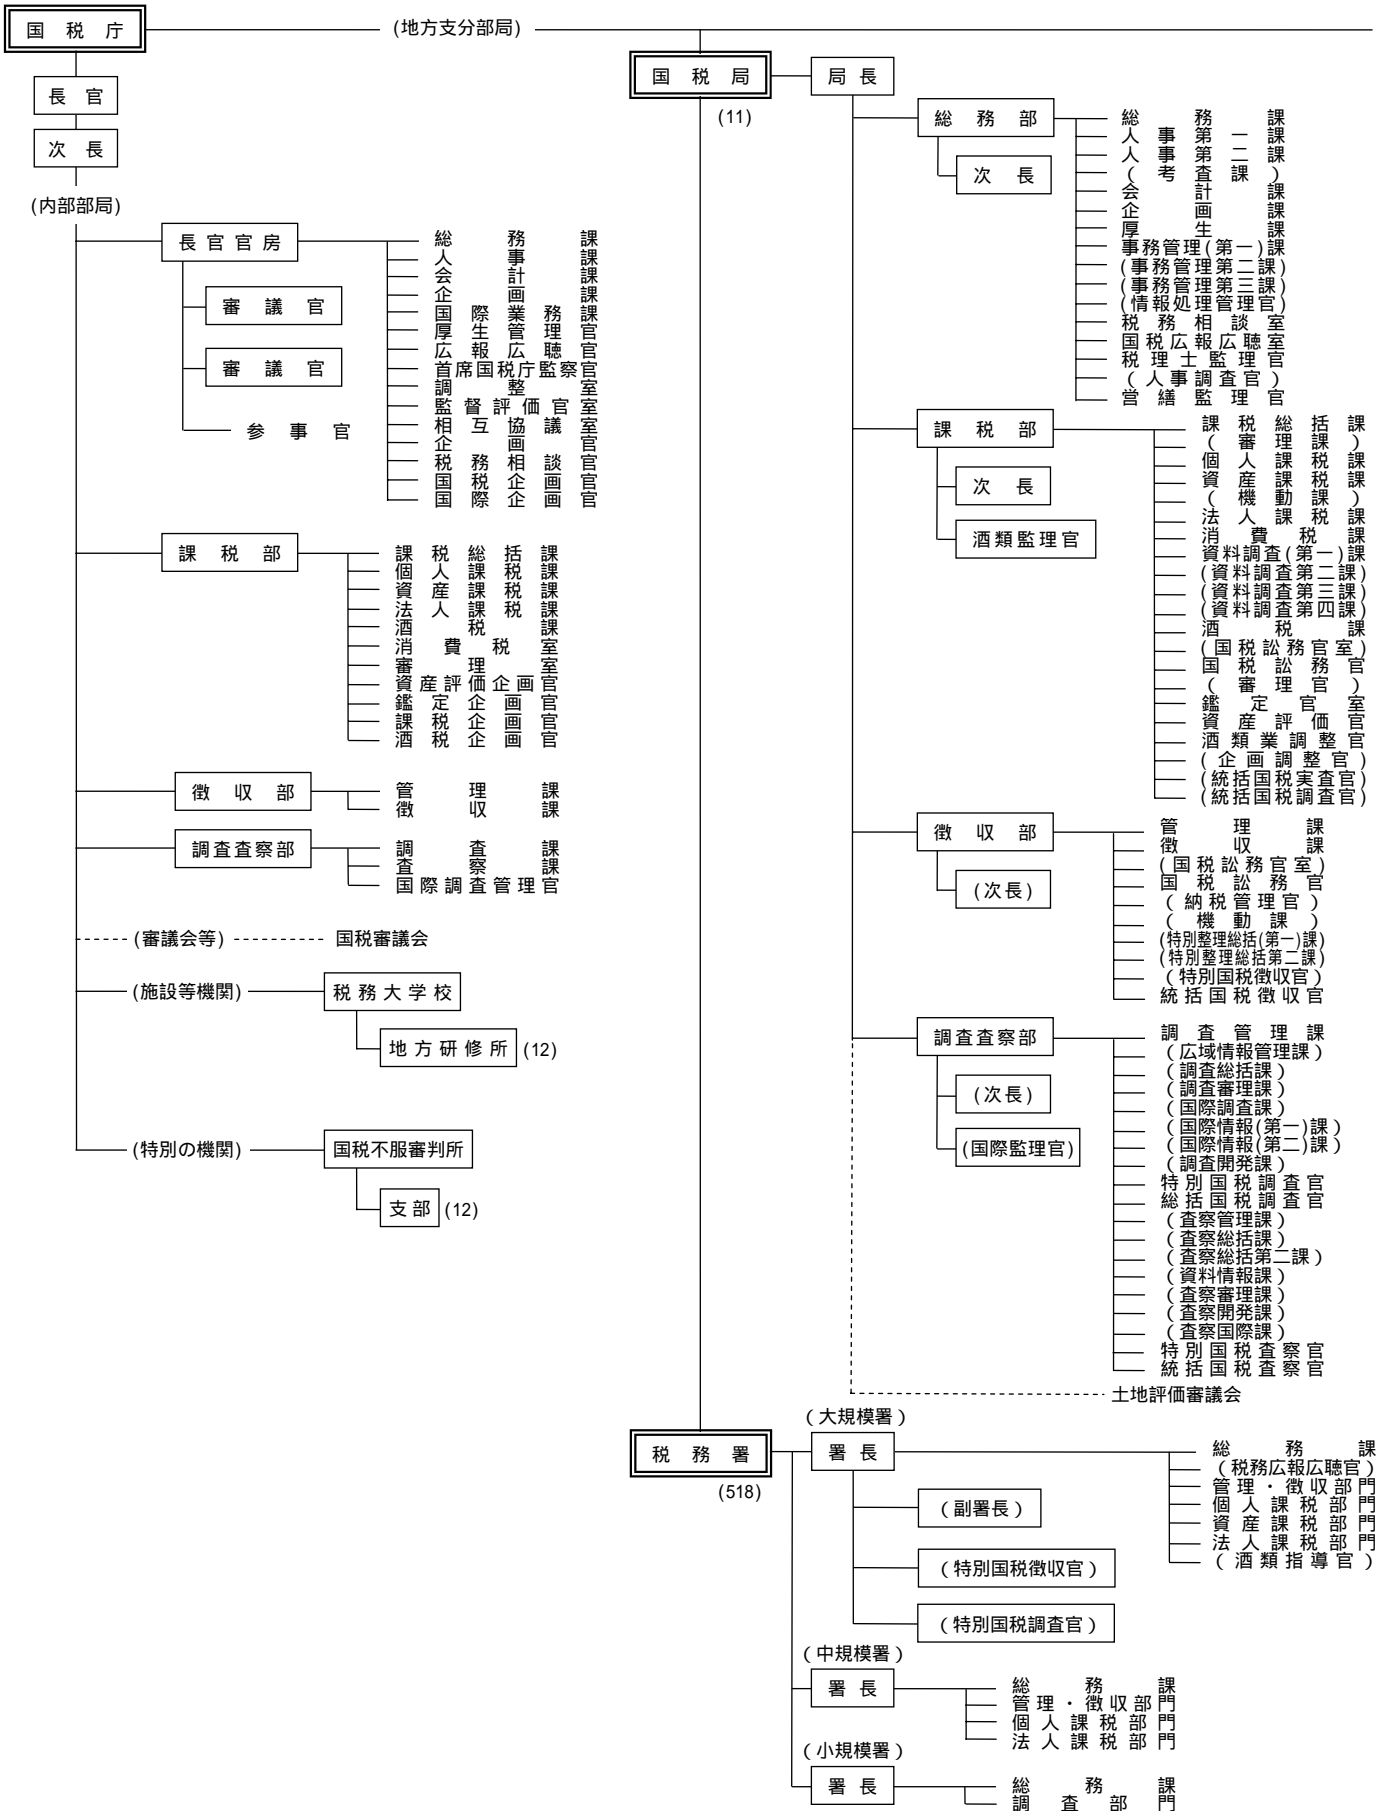 国税庁
(地方支分部局)
長官
次長
(内部部局)
長官官房
審議官
審議官
参事官
総務課
人事課
会計課
企画課
国際業務課
厚生管理官
広報広聴官
首席国税庁監察官
調整室
監督評価官室
相互協議室
企画官
税務相談官
国税企画官
国際企画官
課税部
課税総括課
個人課税課
資産課税課
法人課税課
酒税課
消費税室
審理室
資産評価企画官
鑑定企画官
課税企画官
酒税企画官
徴収部
管理課
徴収課
調査査察部
調査課
査察課
国際調査管理官
(審議会等)
国税審議会
(施設等機関)
税務大学校
地方研修所 (12)
(特別の機関)
国税不服審判所
支部 (12)
国税局
(11)
局長
総務部
次長
総務課
人事第一課
人事第二課
(考査課)
会計課
企画課
厚生課
事務管理(第一)課
(事務管理第二課)
(事務管理第三課)
(情報処理管理官)
税務相談室
国税広報広聴室
税理士監理官
(人事調査官)
営繕監理官
課税部
次長
酒類監理官
課税総括課
(審理課)
個人課税課
資産課税課
(機動課)
法人課税課
消費税課
資料調査(第一)課
(資料調査第二課)
(資料調査第三課)
(資料調査第四課)
酒税課
(国税訟務官室)
国税訟務官
(審理官)
鑑定官室
資産評価官
酒類業調整官
(企画調整官)
(統括国税実査官)
(統括国税調査官)
徴収部
(次長)
管理課
徴収課
(国税訟務官室)
国税訟務官
(納税管理官)
(機動課)
(特別整理総括(第一)課)
(特別整理総括第二課)
(特別国税徴収官)
統括国税徴収官
調査査察部
(次長)
(国際監理官)
調査管理課
(広域情報管理課)
(調査総括課)
(調査審理課)
(国際調査課)
(国際情報(第一)課)
(国際情報(第二)課)
(調査開発課)
特別国税調査官
総括国税調査官
(査察管理課)
(査察総括課)
(査察総括第二課)
(資料情報課)
(査察審理課)
(査察開発課)
(査察国際課)
特別国税査察官
統括国税査察官
土地評価審議会
税務署
(518)
(大規模署)
署長
(副署長)
(特別国税徴収官)
(特別国税調査官)
総務課
(税務広報広聴官)
管理・徴収部門
個人課税部門
資産課税部門
法人課税部門
(酒類指導官)
(中規模署)
署長
総務課
管理・徴収部門
個人課税部門
法人課税部門
(小規模署)
署長
総務課
調査部門